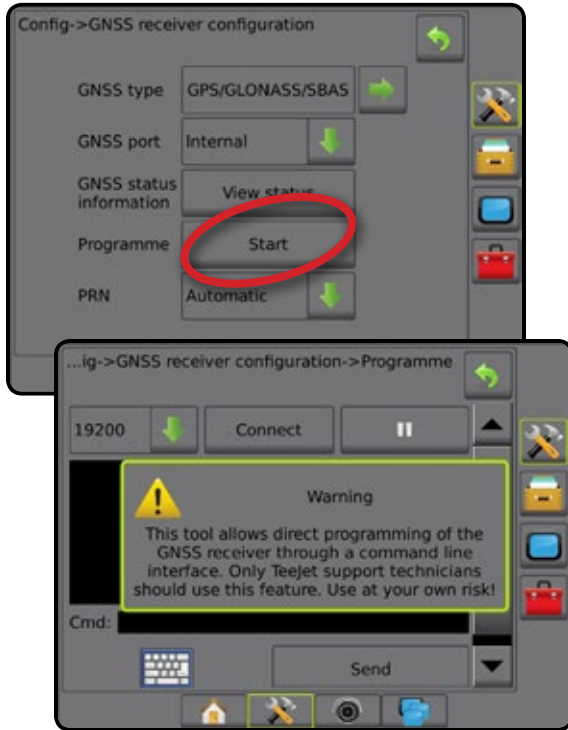 Config->GNSS receiver configuration
GNSS type GPS/GLONASS/SBAS
GNSS port Internal
GNSS status
information View status
Programme Start
PRN Automatic
...ig->GNSS receiver configuration->Programme
19200 Connect
Warning
This tool allows direct programming of the
GNSS receiver through a command line
interface. Only TeeJet support technicians
should use this feature. Use at your own risk!
Cmd:
Send